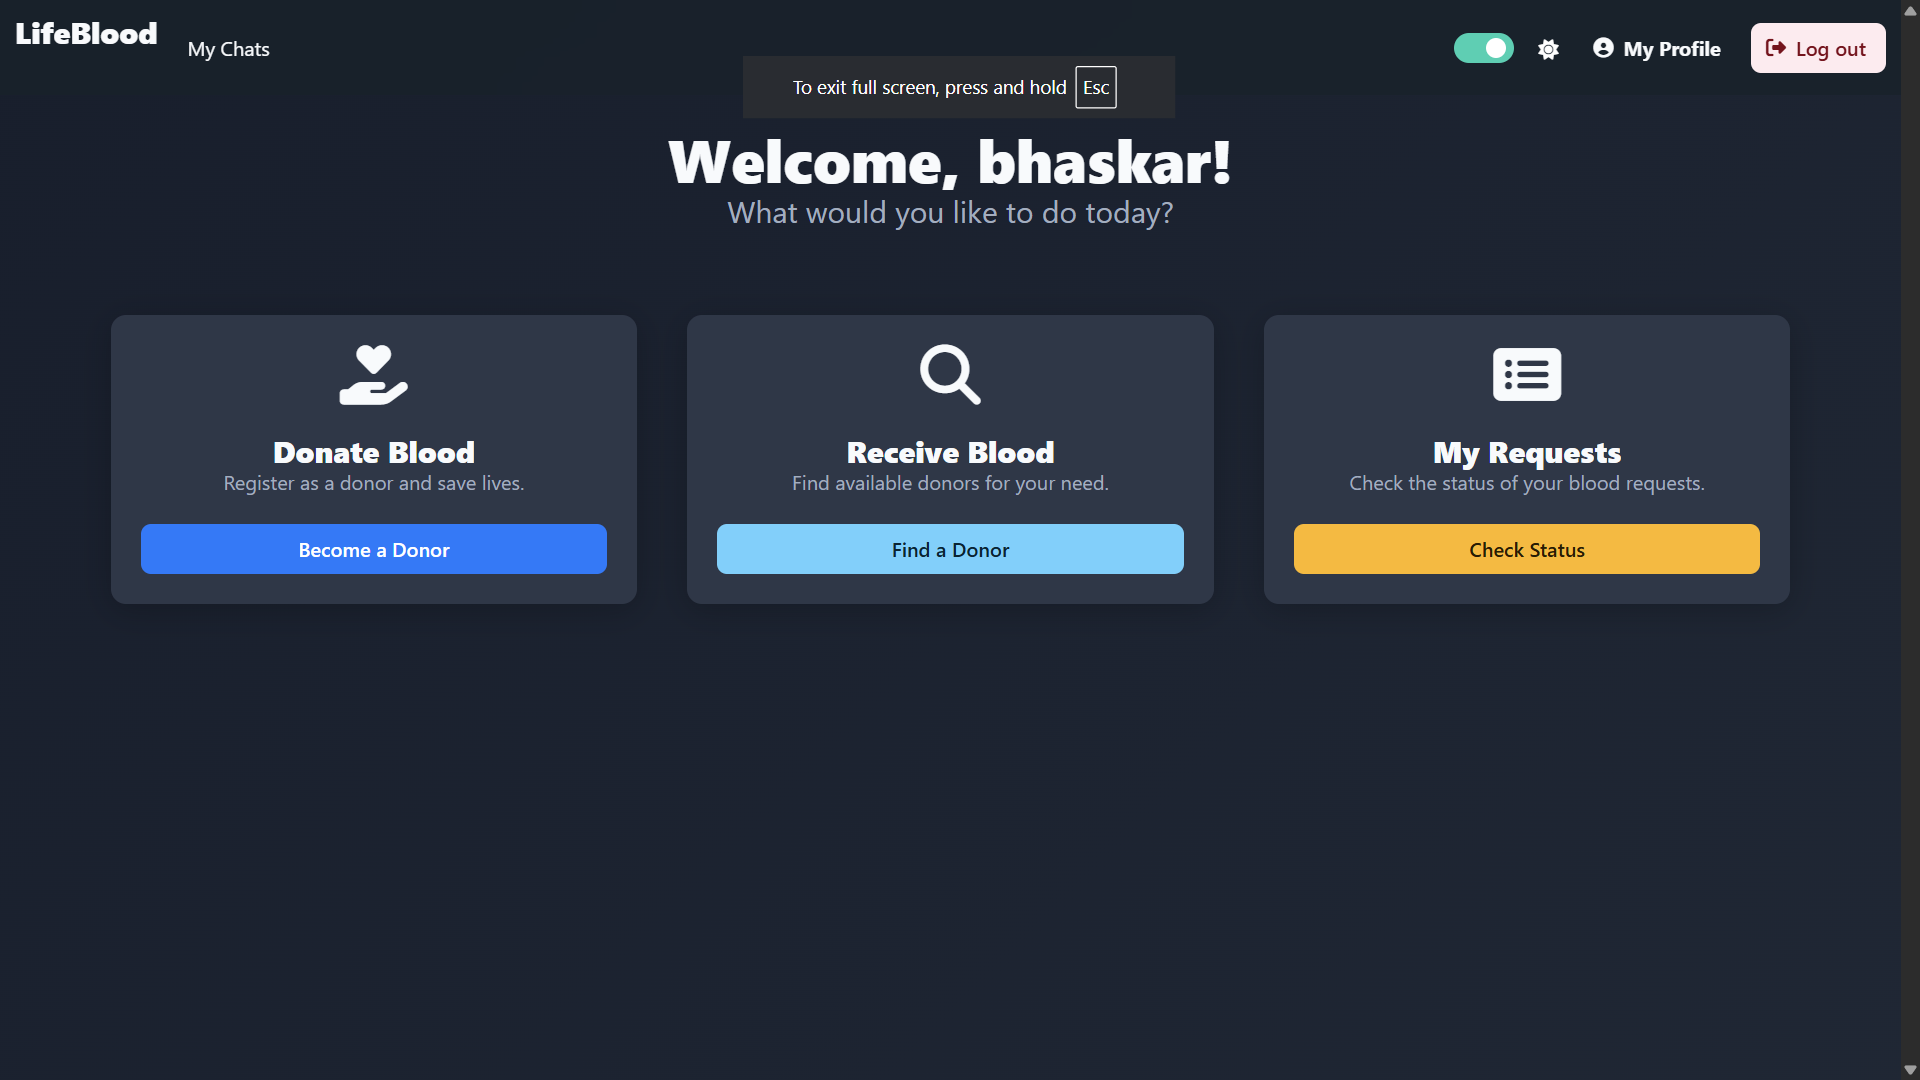 LifeBlood
My Chats
My Profile
Log out
To exit full screen, press and hold Esc
Welcome, bhaskar!
What would you like to do today?
Donate Blood
Register as a donor and save lives.
Become a Donor
Receive Blood
Find available donors for your need.
Find a Donor
My Requests
Check the status of your blood requests.
Check Status